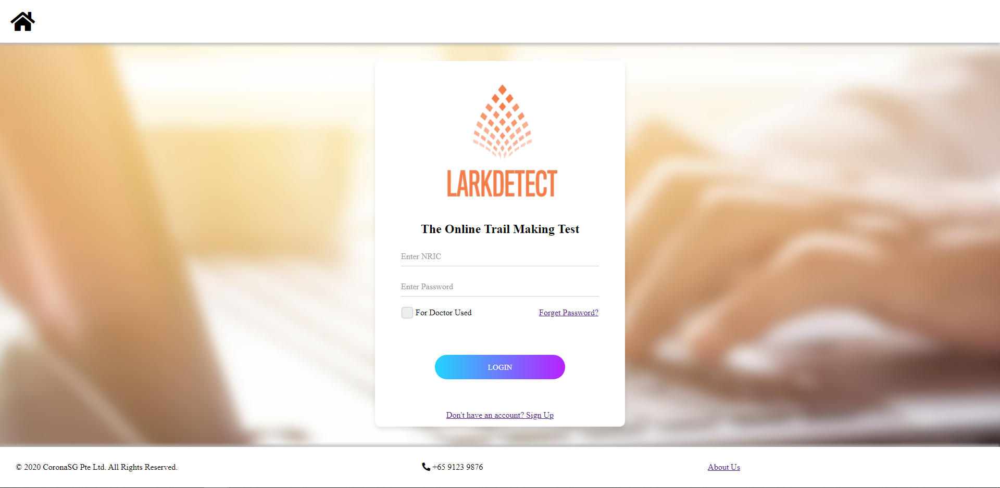 LARKDETECT
The Online Trail Making Test
Enter NRIC
Enter Password
For Doctor Used
Forget Password?
LOGIN
Don't have an account? Sign Up
© 2020 CoronaSG Pte Ltd. All Rights Reserved.
+65 9123 9876
About Us